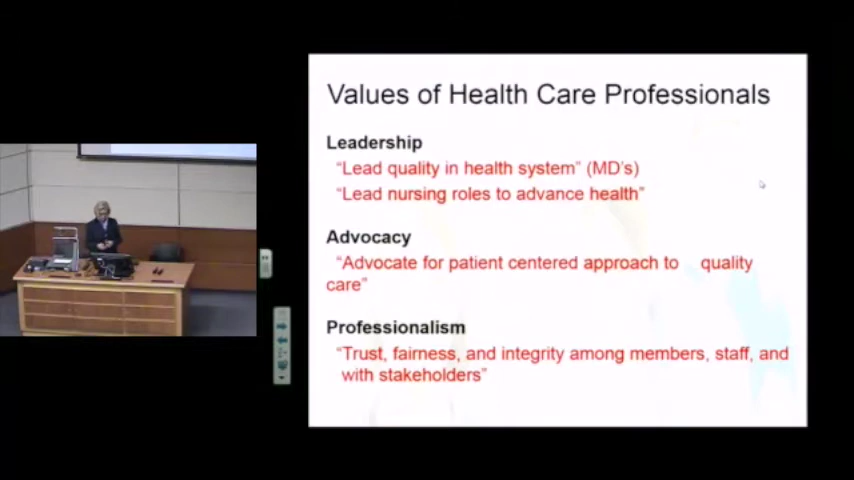 Values of Health Care Professionals
Leadership
“Lead quality in health system” (MD’s)
“Lead nursing roles to advance health”
Advocacy
“Advocate for patient centered approach to quality
care”
Professionalism
“Trust, fairness, and integrity among members, staff, and
with stakeholders”